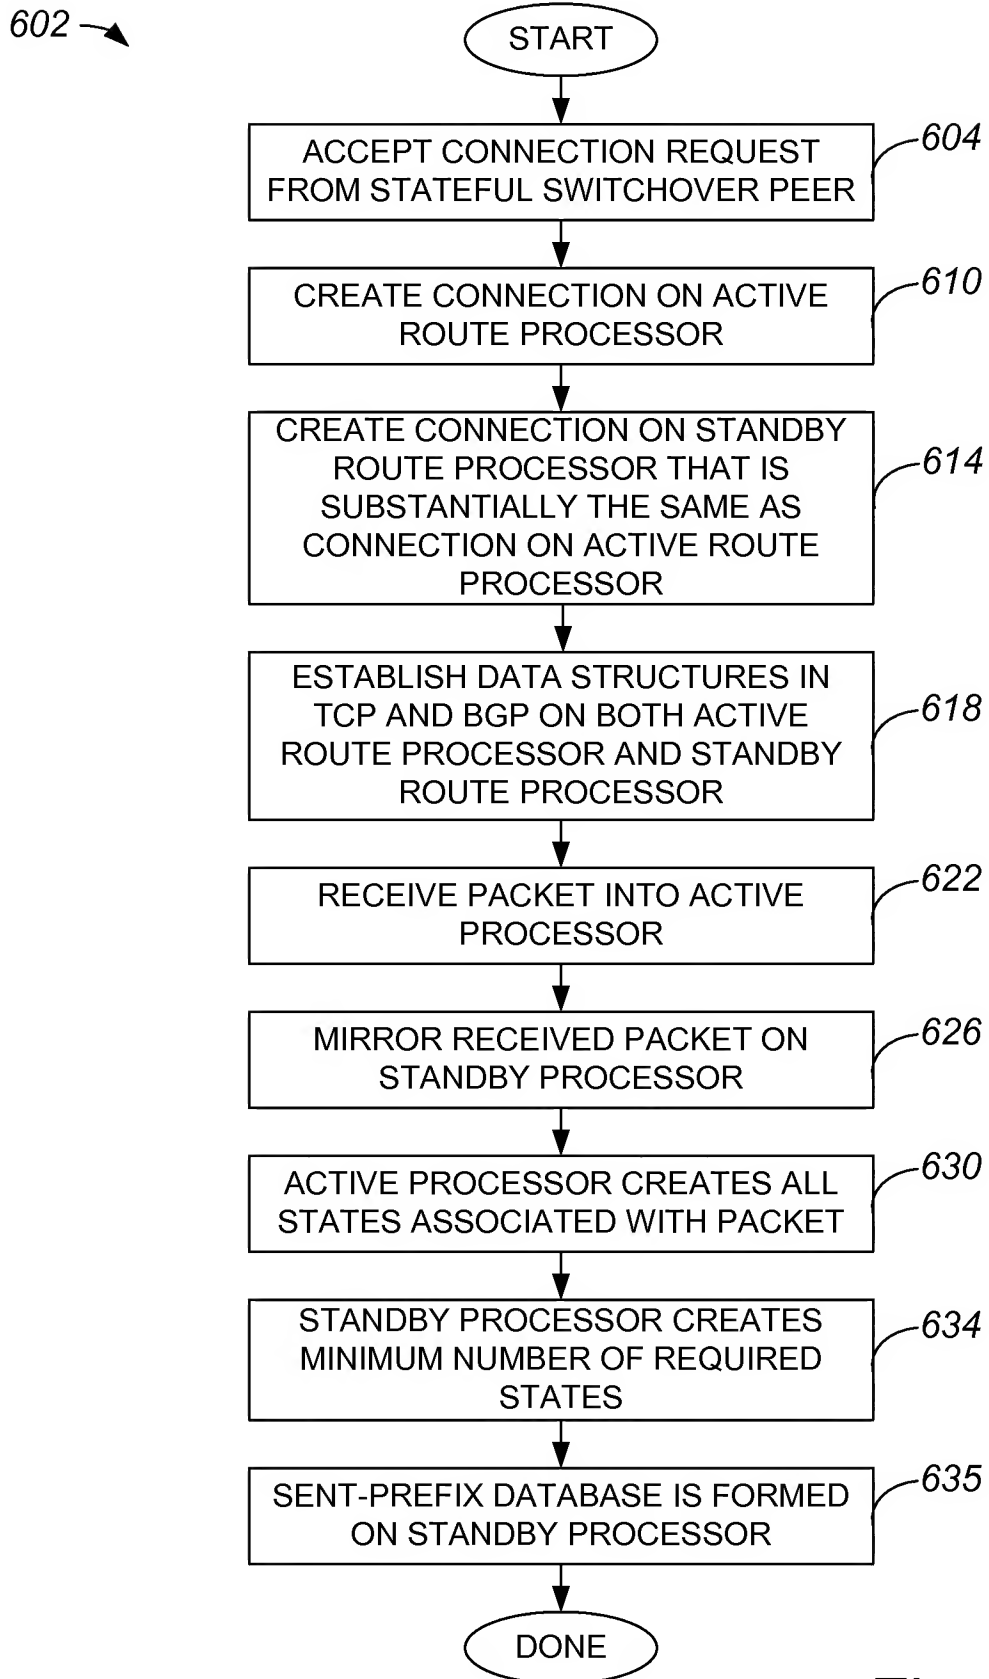 602
START
ACCEPT CONNECTION REQUEST
FROM STATEFUL SWITCHOVER PEER
604
CREATE CONNECTION ON ACTIVE
ROUTE PROCESSOR
610
CREATE CONNECTION ON STANDBY
ROUTE PROCESSOR THAT IS
SUBSTANTIALLY THE SAME AS
CONNECTION ON ACTIVE ROUTE
PROCESSOR
614
ESTABLISH DATA STRUCTURES IN
TCP AND BGP ON BOTH ACTIVE
ROUTE PROCESSOR AND STANDBY
ROUTE PROCESSOR
618
RECEIVE PACKET INTO ACTIVE
PROCESSOR
622
MIRROR RECEIVED PACKET ON
STANDBY PROCESSOR
626
ACTIVE PROCESSOR CREATES ALL
STATES ASSOCIATED WITH PACKET
630
STANDBY PROCESSOR CREATES
MINIMUM NUMBER OF REQUIRED
STATES
634
SENT-PREFIX DATABASE IS FORMED
ON STANDBY PROCESSOR
635
DONE